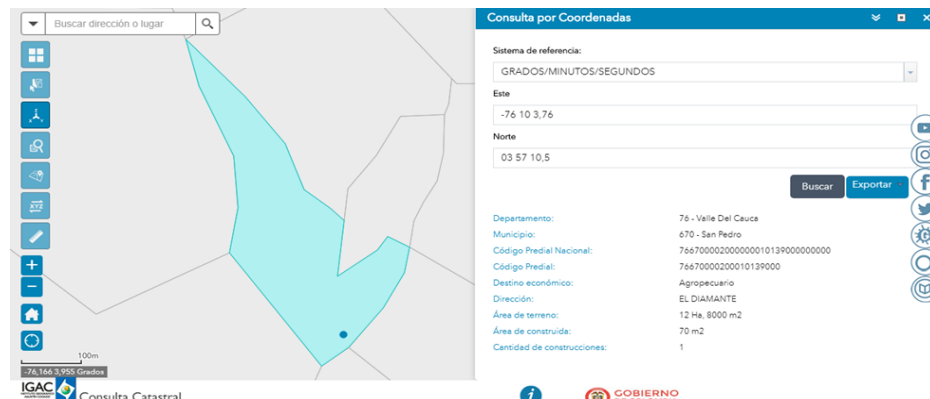 Buscar dirección o lugar
100m
-76,166 3,955 Grados
IGAC
Consulta Catastral
Consulta por Coordenadas
Sistema de referencia:
GRADOS/MINUTOS/SEGUNDOS
Este
-76 10 3,76
Norte
03 57 10,5
Buscar Exportar
Departamento: 76 - Valle Del Cauca
Municipio: 670 - San Pedro
Código Predial Nacional: 766700002000000010139000000000
Código Predial: 76670000200010139000
Destino económico: Agropecuario
Dirección: EL DIAMANTE
Área de terreno: 12 Ha, 8000 m2
Área de construida: 70 m2
Cantidad de construcciones: 1
GOBIERNO